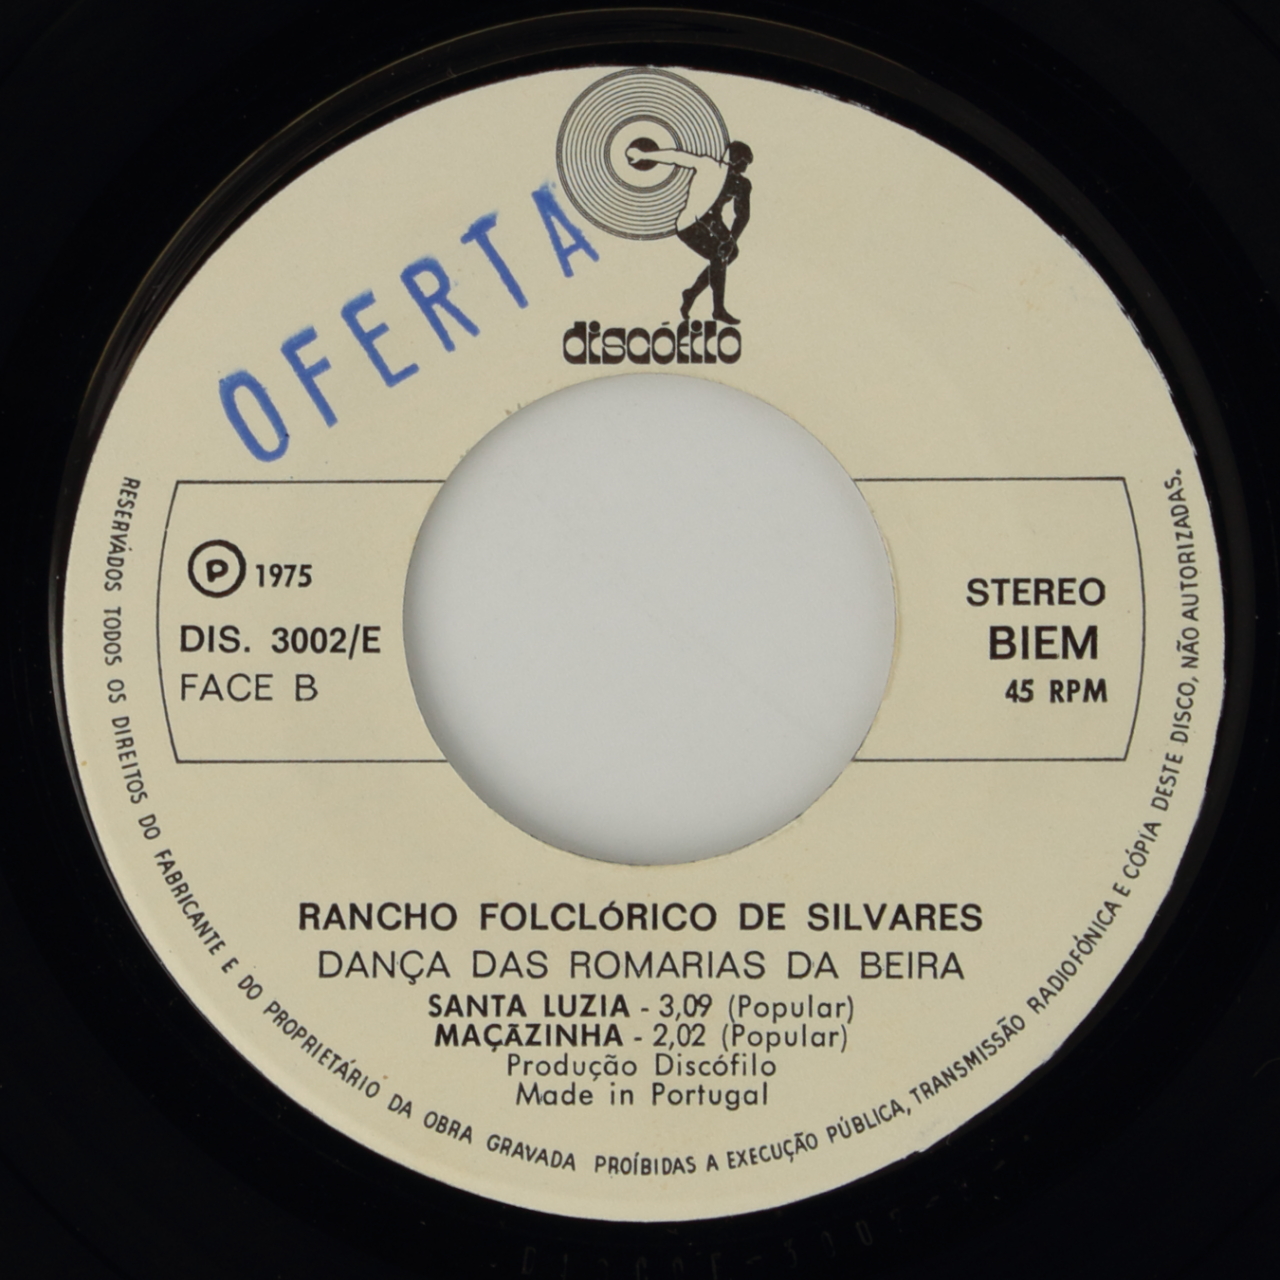 discófilo
OFERTA
Ⓟ 1975
DIS. 3002/E
FACE B
STEREO
BIEM
45 RPM
RANCHO FOLCLÓRICO DE SILVARES
DANÇA DAS ROMARIAS DA BEIRA
SANTA LUZIA - 3,09 (Popular)
MAÇÃZINHA - 2,02 (Popular)
Produção Discófilo
Made in Portugal
RESERVADOS TODOS OS DIREITOS DO FABRICANTE E DO PROPRIETÁRIO DA OBRA GRAVADA PROÍBIDAS A EXECUÇÃO PÚBLICA, TRANSMISSÃO RADIOFÓNICA E CÓPIA DESTE DISCO, NÃO AUTORIZADAS.